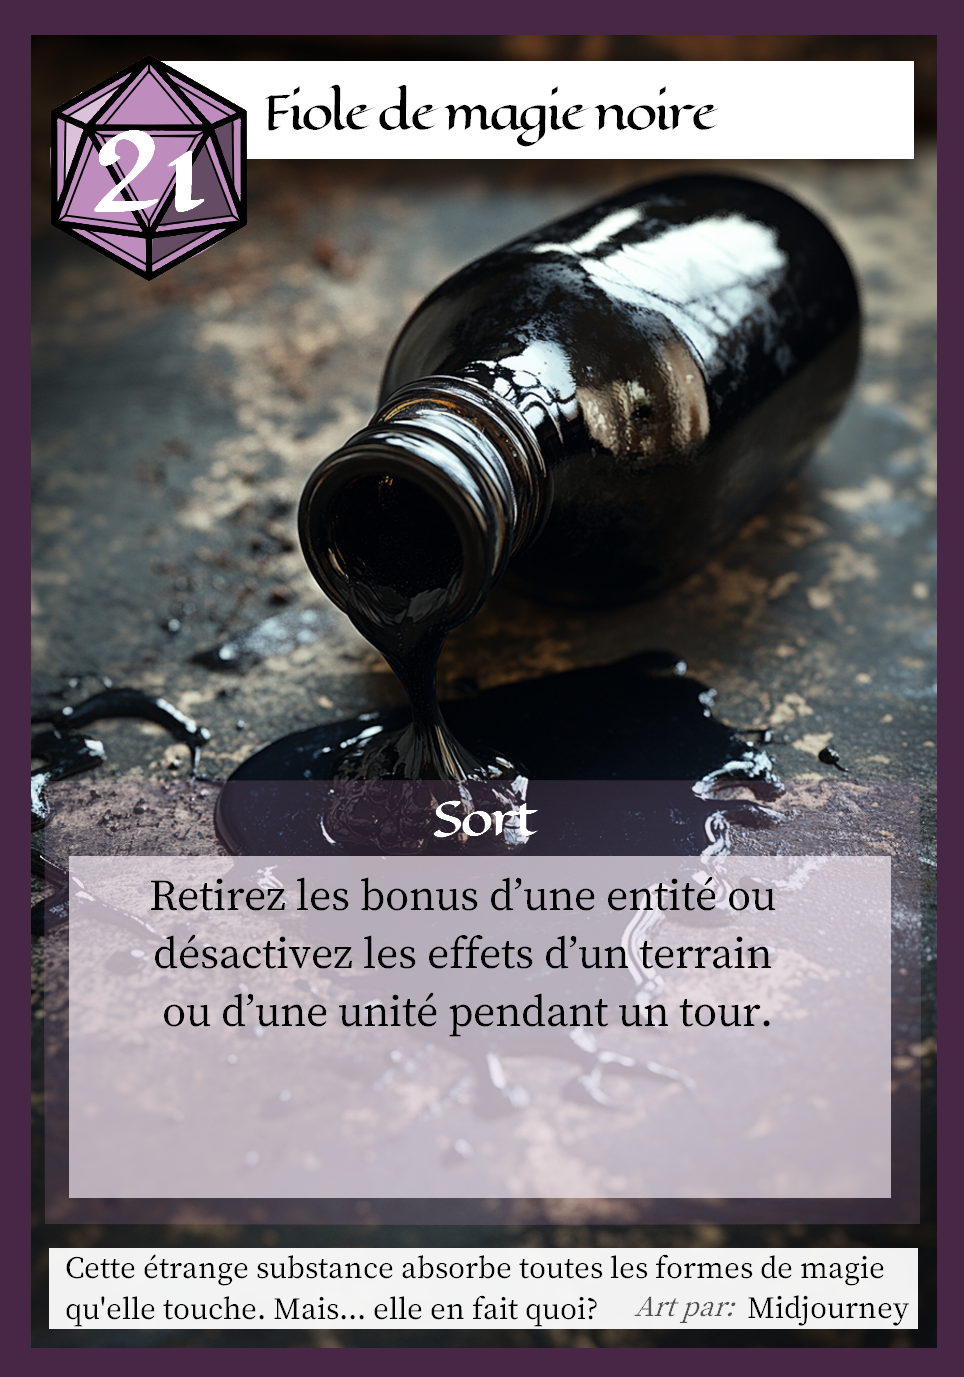 21
Fiole de magie noire
Sort
Retirez les bonus d’une entité ou
désactivez les effets d’un terrain
ou d’une unité pendant un tour.
Cette étrange substance absorbe toutes les formes de magie
qu'elle touche. Mais... elle en fait quoi? Art par: Midjourney